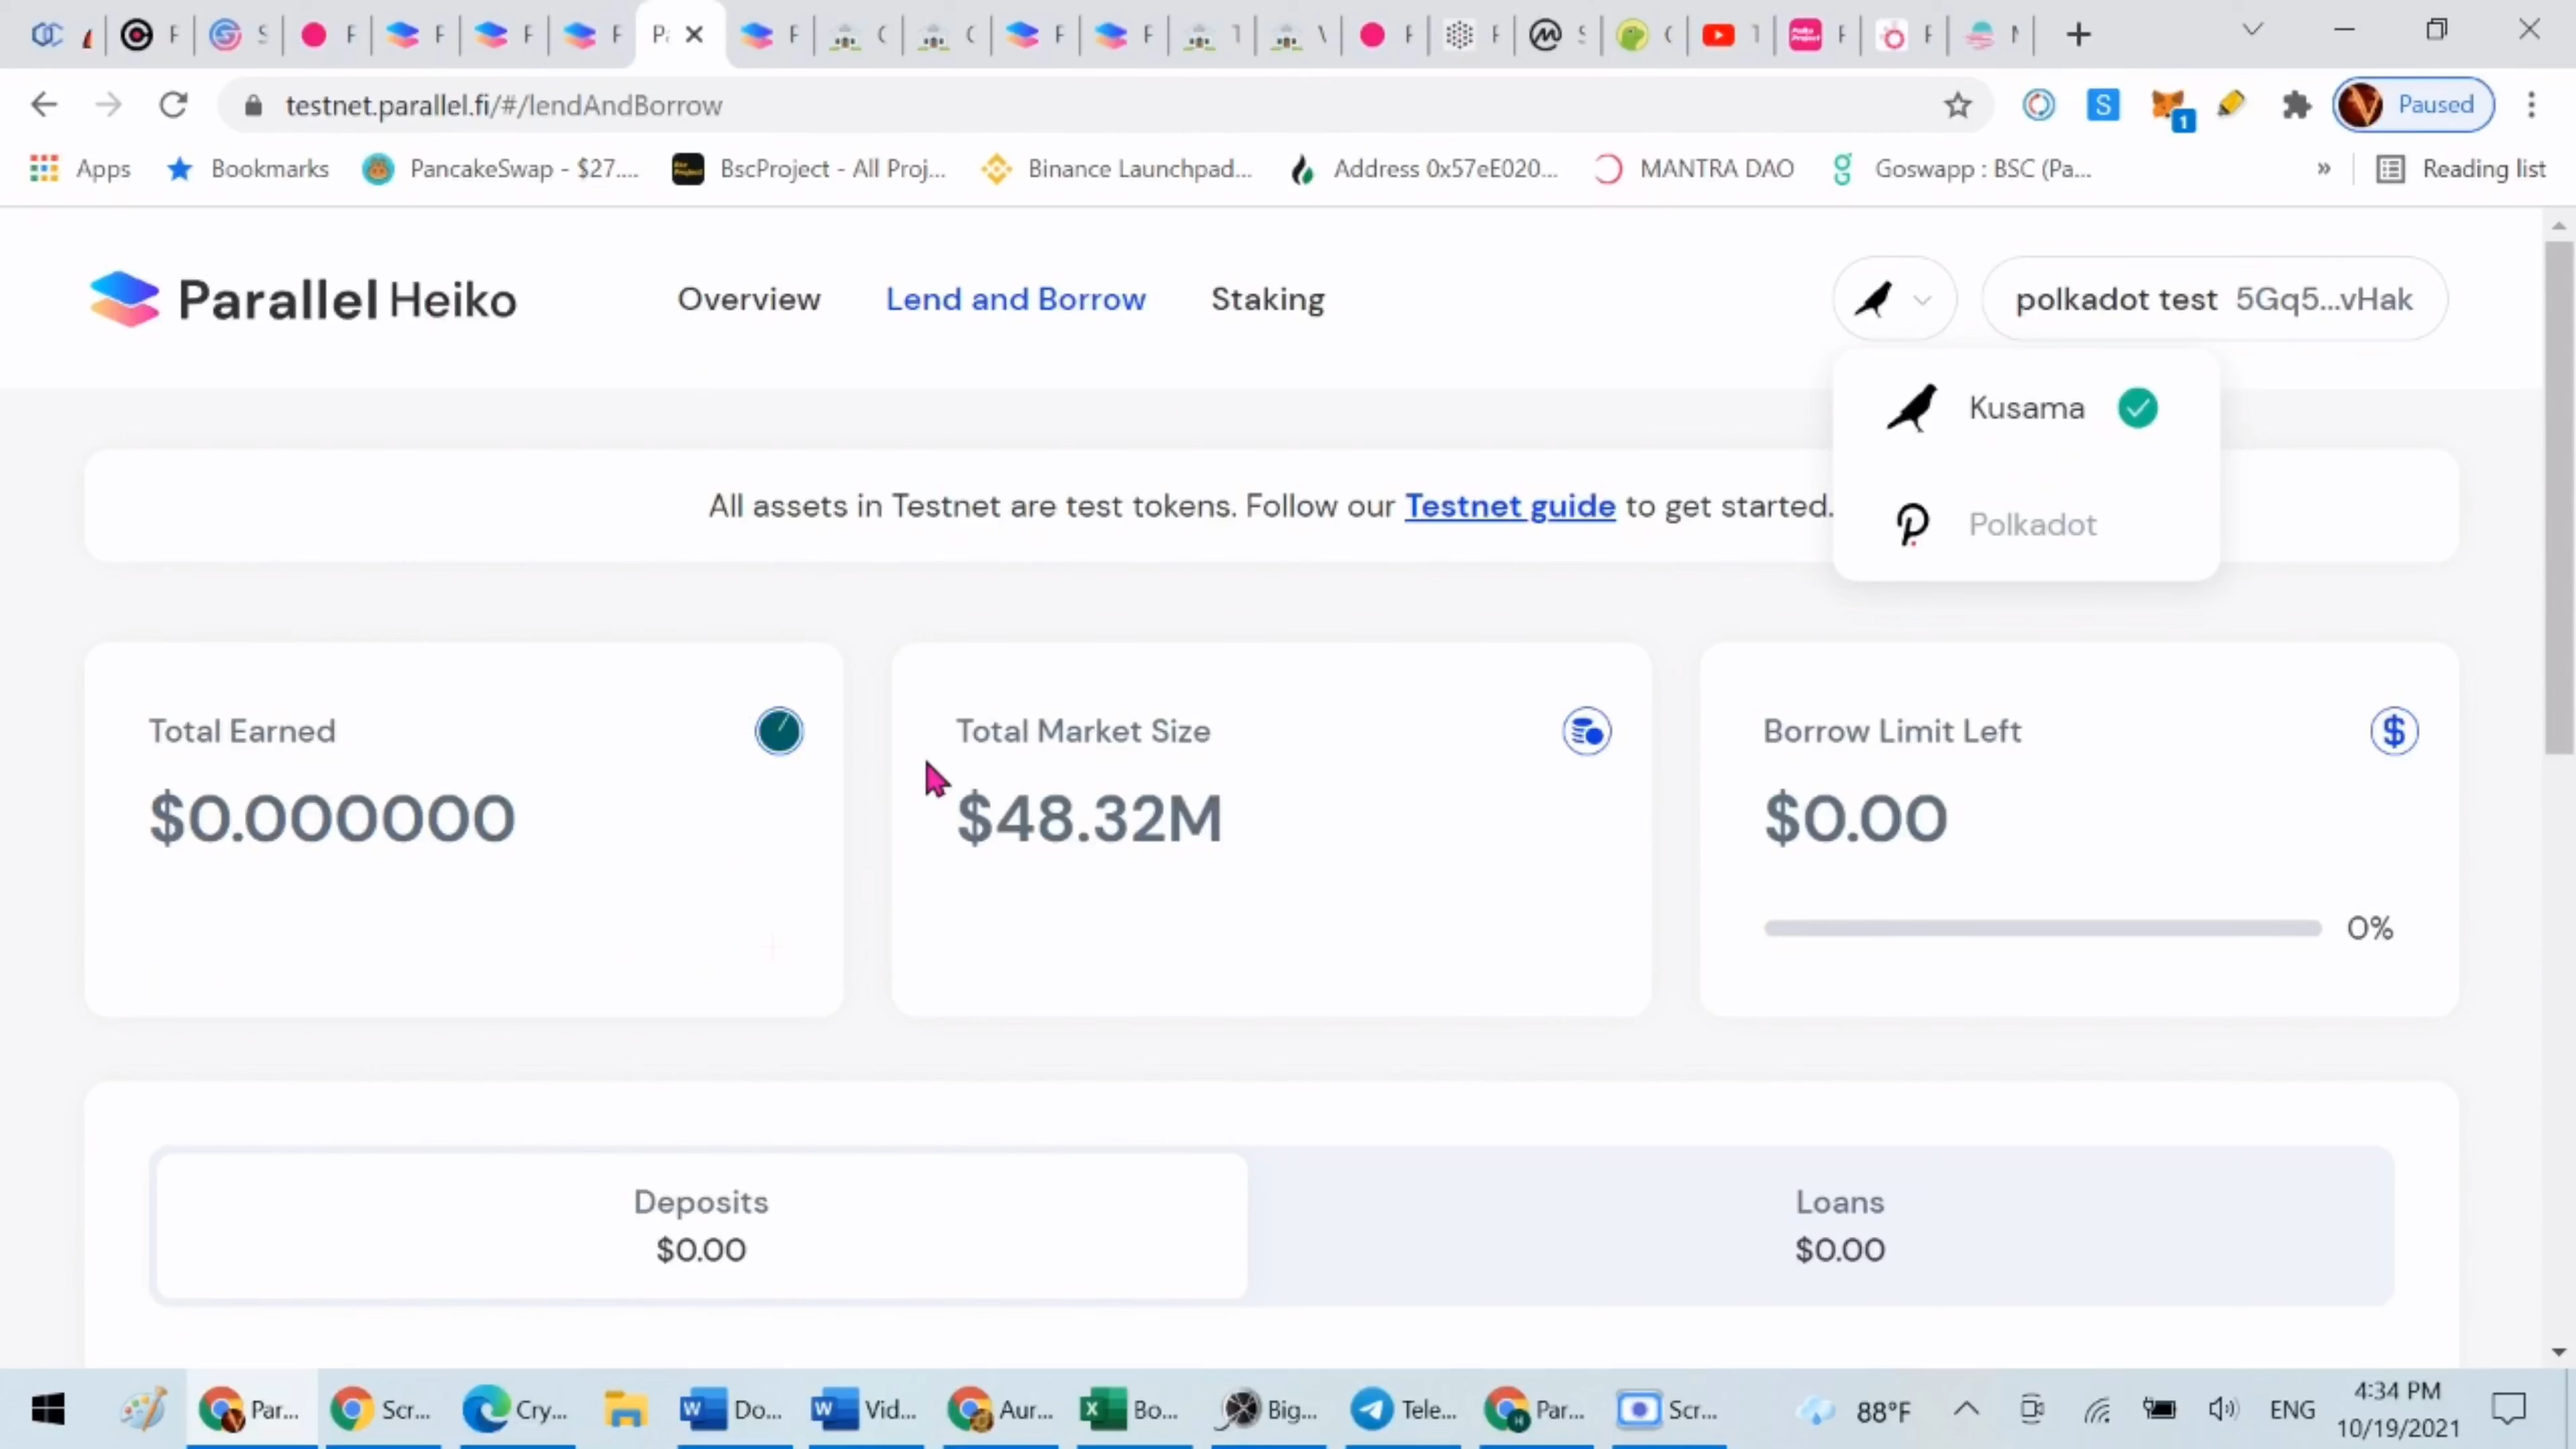 testnet.parallel.fi/#/lendAndBorrow
1
Paused
Apps
Bookmarks
PancakeSwap - $27....
BscProject - All Proj...
Binance Launchpad...
Address 0x57eE020...
MANTRA DAO
Goswapp : BSC (Pa...
»
Reading list
Parallel Heiko
Overview
Lend and Borrow
Staking
polkadot test 5Gq5...vHak
Kusama
Polkadot
All assets in Testnet are test tokens. Follow our Testnet guide to get started.
Total Earned
$0.000000
Total Market Size
$48.32M
Borrow Limit Left
$0.00
0%
Deposits
$0.00
Loans
$0.00
Par...
Scr...
Cry...
Do...
Vid...
Aur...
Bo...
Big...
Tele...
Par...
Scr...
88°F
ENG
4:34 PM
10/19/2021